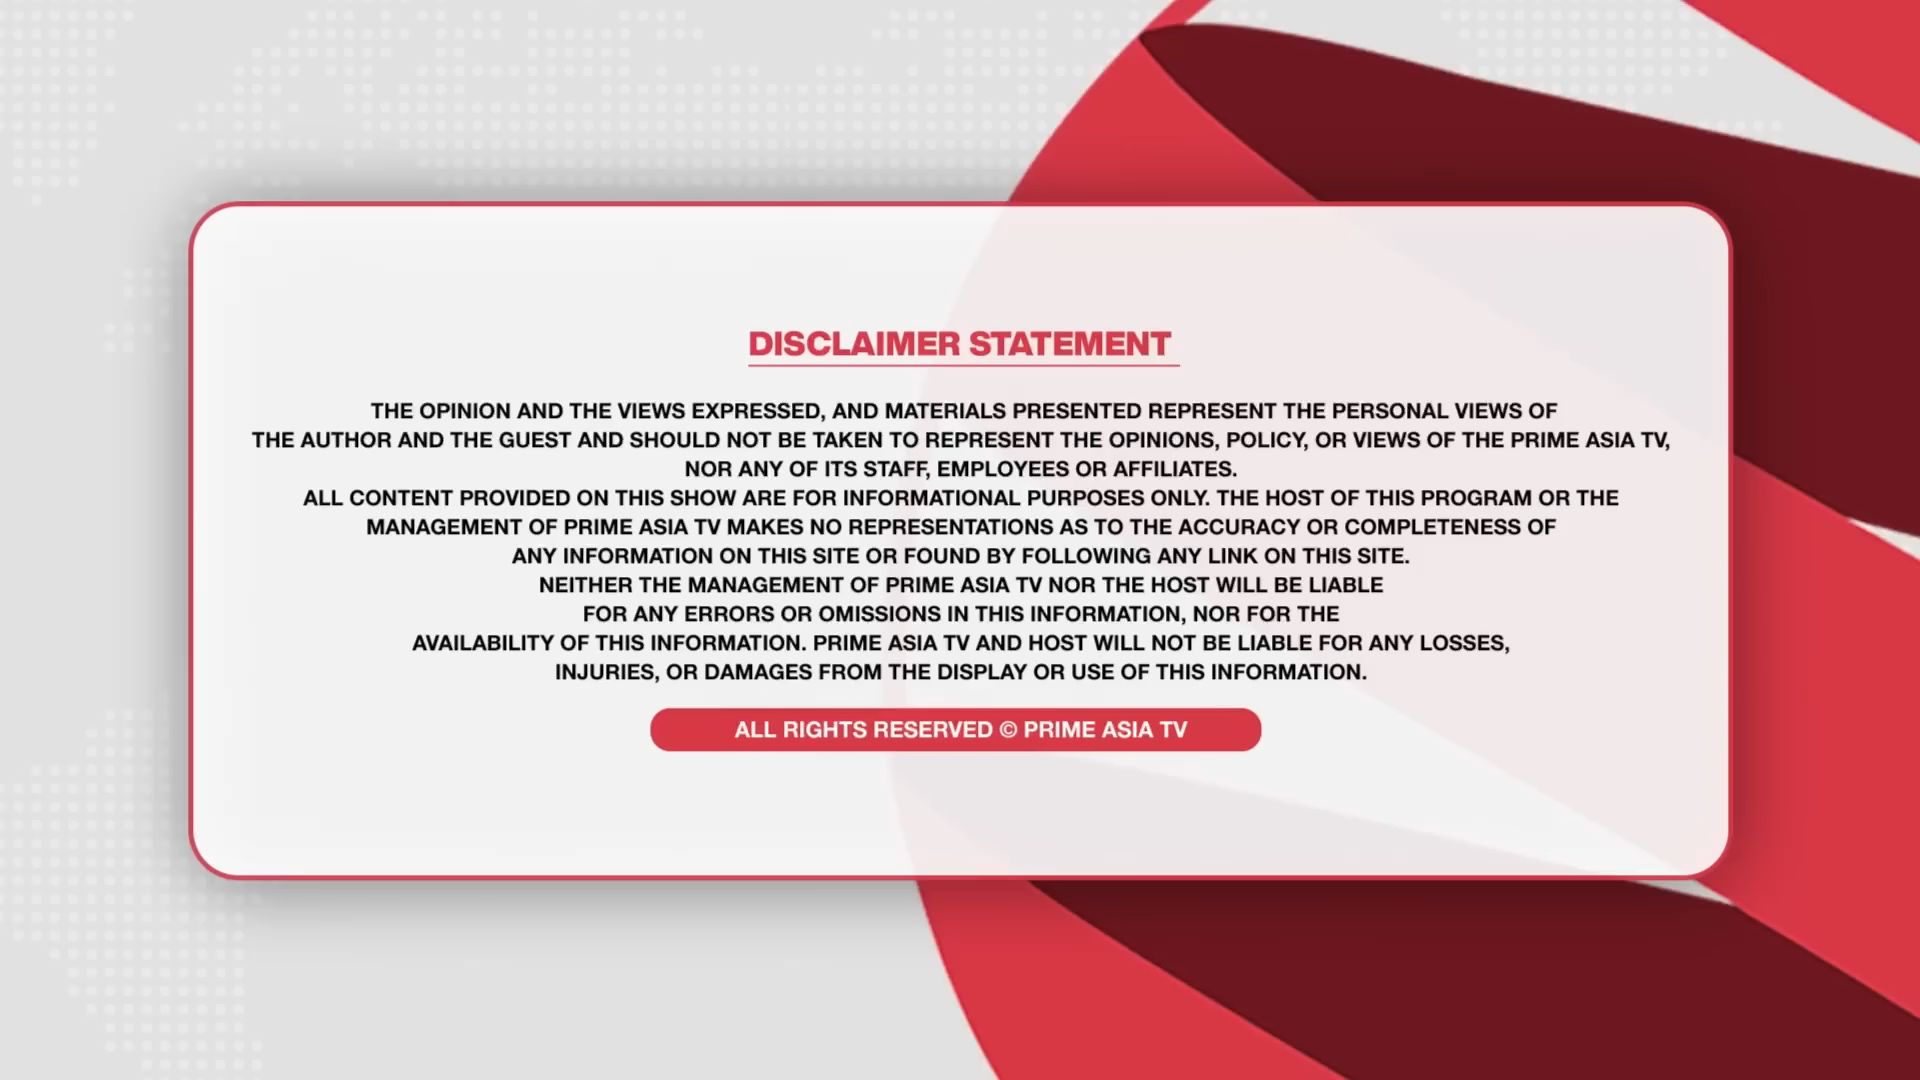 DISCLAIMER STATEMENT
THE OPINION AND THE VIEWS EXPRESSED, AND MATERIALS PRESENTED REPRESENT THE PERSONAL VIEWS OF
THE AUTHOR AND THE GUEST AND SHOULD NOT BE TAKEN TO REPRESENT THE OPINIONS, POLICY, OR VIEWS OF THE PRIME ASIA TV,
NOR ANY OF ITS STAFF, EMPLOYEES OR AFFILIATES.
ALL CONTENT PROVIDED ON THIS SHOW ARE FOR INFORMATIONAL PURPOSES ONLY. THE HOST OF THIS PROGRAM OR THE
MANAGEMENT OF PRIME ASIA TV MAKES NO REPRESENTATIONS AS TO THE ACCURACY OR COMPLETENESS OF
ANY INFORMATION ON THIS SITE OR FOUND BY FOLLOWING ANY LINK ON THIS SITE.
NEITHER THE MANAGEMENT OF PRIME ASIA TV NOR THE HOST WILL BE LIABLE
FOR ANY ERRORS OR OMISSIONS IN THIS INFORMATION, NOR FOR THE
AVAILABILITY OF THIS INFORMATION. PRIME ASIA TV AND HOST WILL NOT BE LIABLE FOR ANY LOSSES,
INJURIES, OR DAMAGES FROM THE DISPLAY OR USE OF THIS INFORMATION.
ALL RIGHTS RESERVED © PRIME ASIA TV